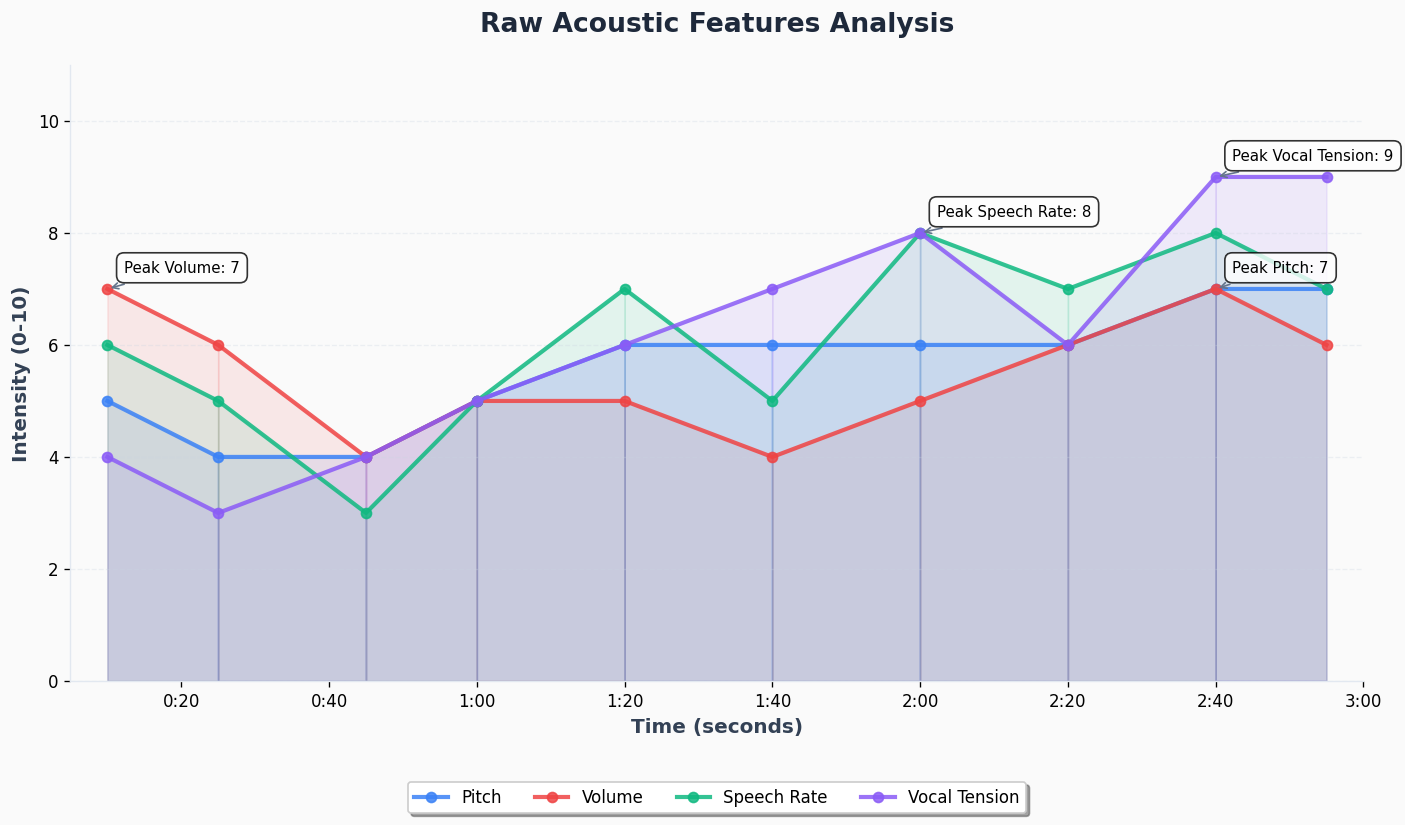 Raw Acoustic Features Analysis
Intensity (0-10)
10
8
6
4
2
0
Peak Volume: 7
Peak Speech Rate: 8
Peak Vocal Tension: 9
Peak Pitch: 7
0:20 0:40 1:00 1:20 1:40 2:00 2:20 2:40 3:00
Time (seconds)
Pitch Volume Speech Rate Vocal Tension